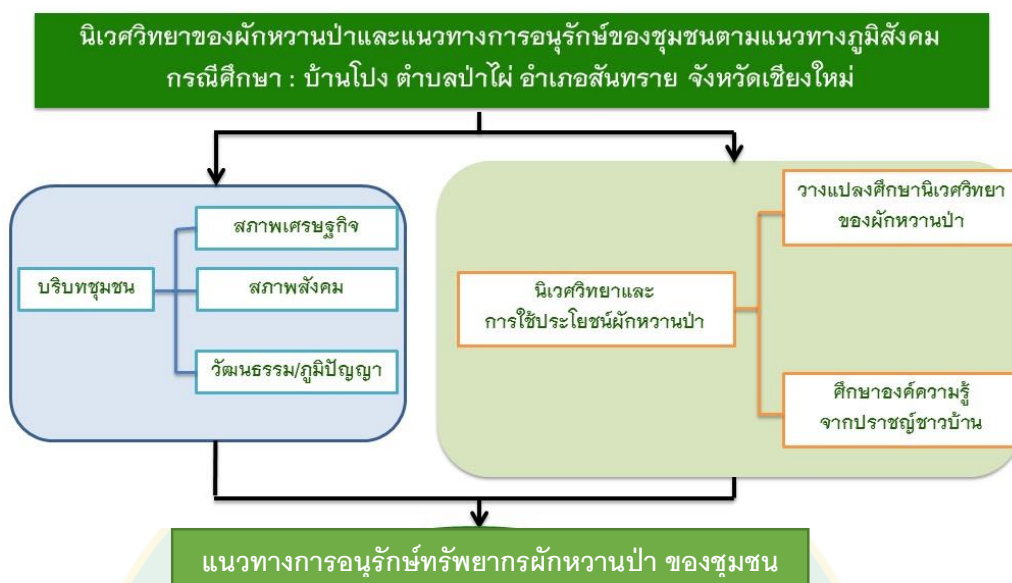 นิเวศวิทยาของผักหวานป่าและแนวทางการอนุรักษ์ของชุมชนตามแนวทางภูมิสังคม
กรณีศึกษา : บ้านโปง ตำบลป่าไผ่ อำเภอสันทราย จังหวัดเชียงใหม่
บริบทชุมชน
สภาพเศรษฐกิจ
สภาพสังคม
วัฒนธรรม/ภูมิปัญญา
นิเวศวิทยาและ
การใช้ประโยชน์ผักหวานป่า
วางแปลงศึกษานิเวศวิทยา
ของผักหวานป่า
ศึกษาองค์ความรู้
จากปราชญ์ชาวบ้าน
แนวทางการอนุรักษ์ทรัพยากรผักหวานป่า ของชุมชน